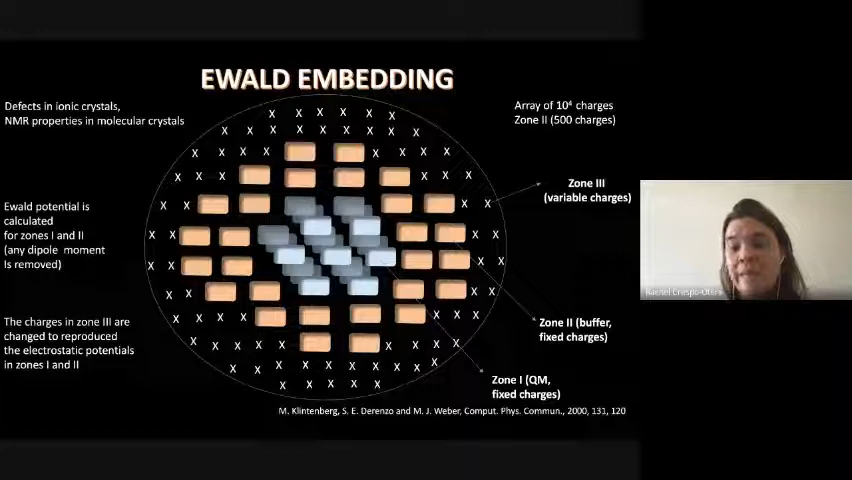 EWALD EMBEDDING
Defects in ionic crystals,
NMR properties in molecular crystals
Array of 10⁴ charges
Zone II (500 charges)
Zone III
(variable charges)
Ewald potential is
calculated
for zones I and II
(any dipole moment
Is removed)
Zone II (buffer,
fixed charges)
The charges in zone III are
changed to reproduced
the electrostatic potentials
in zones I and II
Zone I (QM,
fixed charges)
M. Klintenberg, S. E. Derenzo and M. J. Weber, Comput. Phys. Commun., 2000, 131, 120
Rachel Crespo-Otero